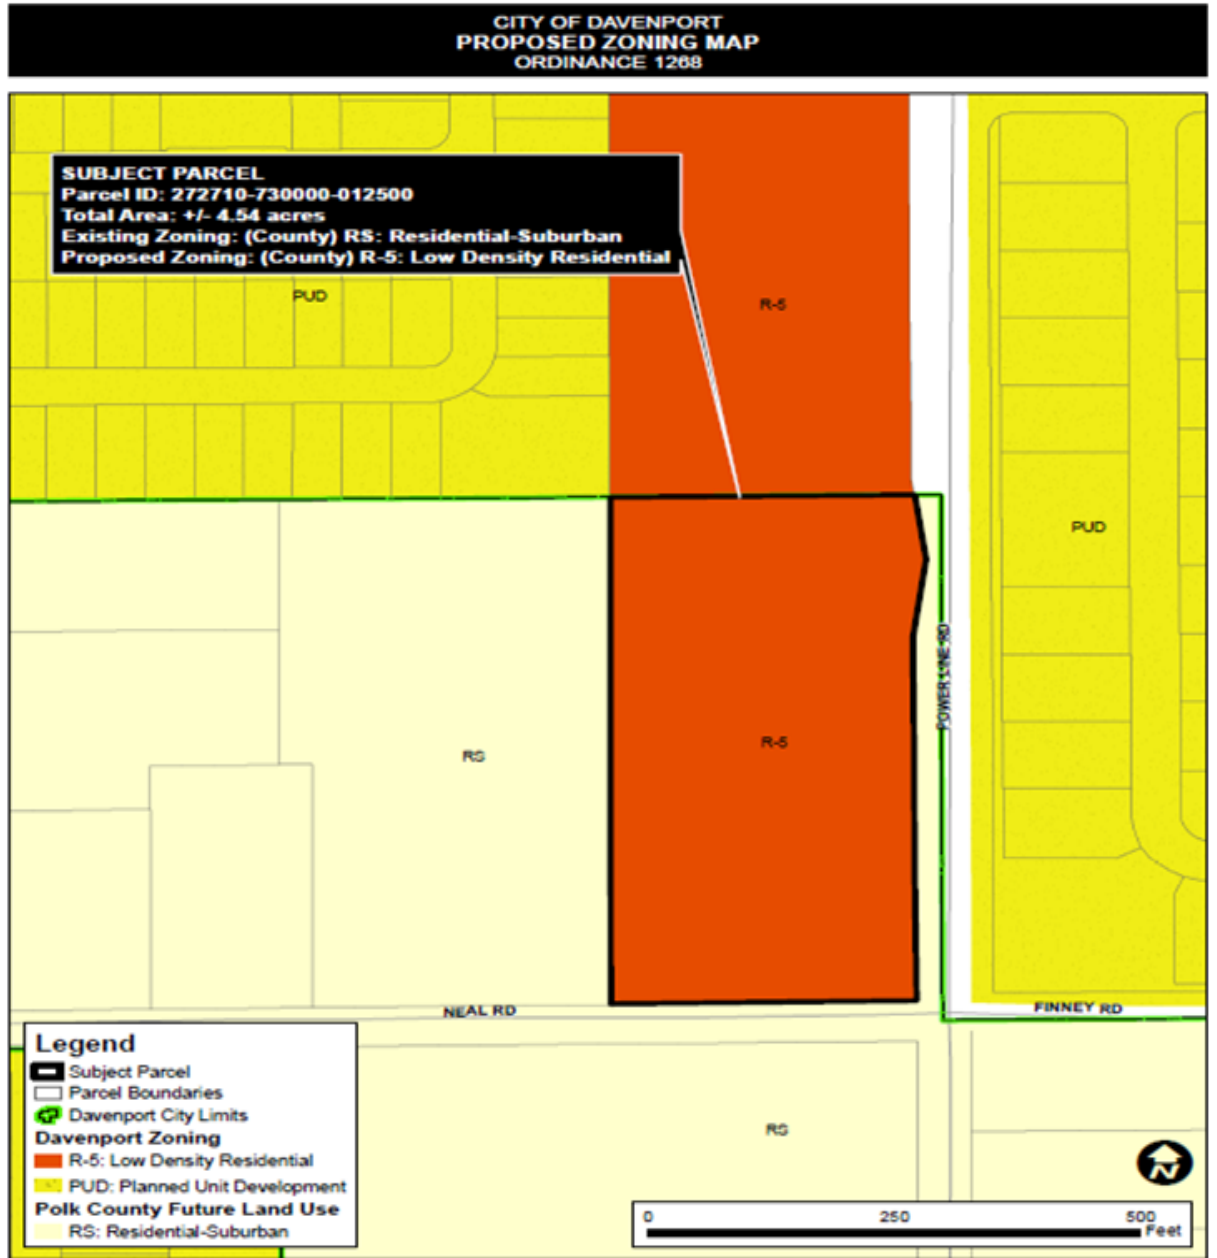 CITY OF DAVENPORT
PROPOSED ZONING MAP
ORDINANCE 1268
SUBJECT PARCEL
Parcel ID: 272710-730000-012500
Total Area: +/- 4.54 acres
Existing Zoning: (County) RS: Residential-Suburban
Proposed Zoning: (County) R-5: Low Density Residential
PUD
R-5
PUD
POWER LINE RD
RS
R-5
NEAL RD
FINNEY RD
Legend
Subject Parcel
Parcel Boundaries
Davenport City Limits
Davenport Zoning
R-5: Low Density Residential
PUD: Planned Unit Development
Polk County Future Land Use
RS: Residential-Suburban
RS
N
0 250 500
Feet